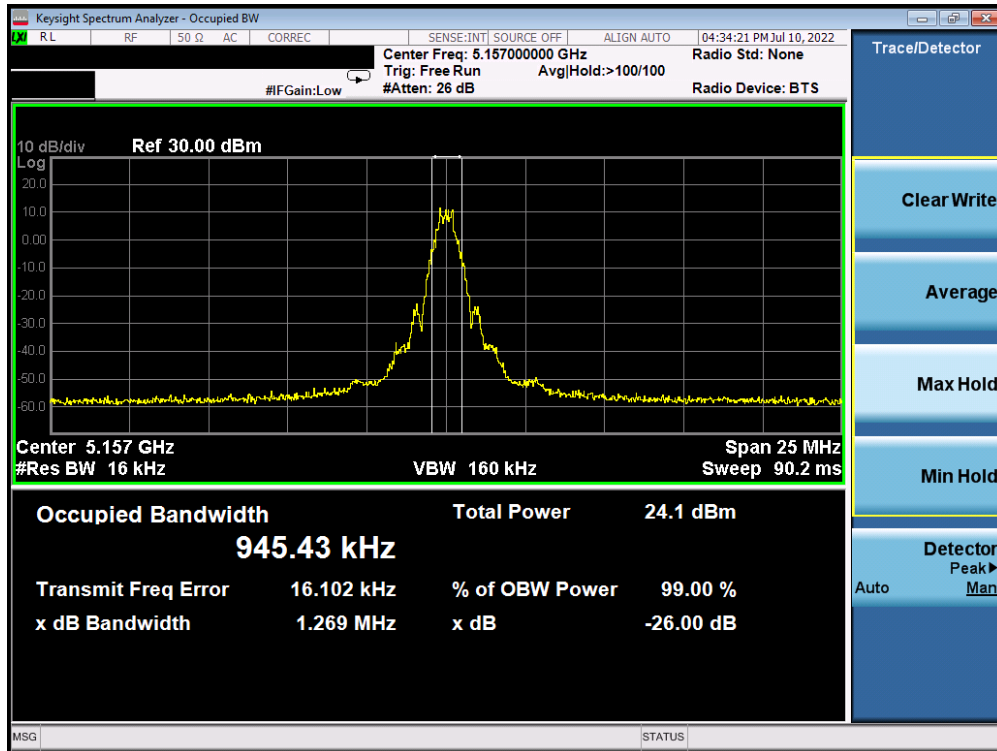 Keysight Spectrum Analyzer - Occupied BW
LXI RL RF 50 Ω AC CORREC SENSE:INT SOURCE OFF ALIGN AUTO 04:34:21 PM Jul 10, 2022
Center Freq: 5.157000000 GHz Radio Std: None
Trig: Free Run Avg|Hold:>100/100
#IFGain:Low #Atten: 26 dB Radio Device: BTS
Trace/Detector
10 dB/div Ref 30.00 dBm
Log
20.0
10.0
0.00
-10.0
-20.0
-30.0
-40.0
-50.0
-60.0
Center 5.157 GHz Span 25 MHz
#Res BW 16 kHz VBW 160 kHz Sweep 90.2 ms
Occupied Bandwidth Total Power 24.1 dBm
945.43 kHz
Transmit Freq Error 16.102 kHz % of OBW Power 99.00 %
x dB Bandwidth 1.269 MHz x dB -26.00 dB
Clear Write
Average
Max Hold
Min Hold
Detector
Peak
Auto Man
MSG STATUS